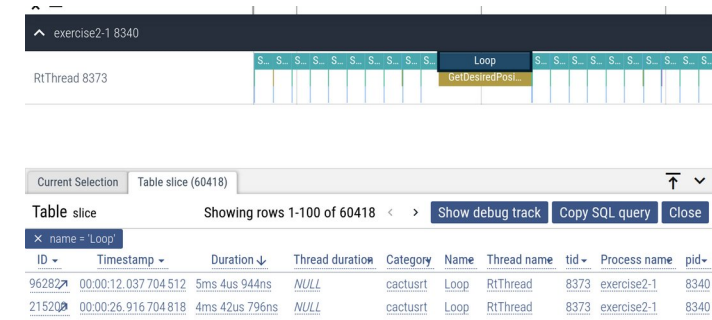 exercise2-1 8340
S... S... S... S... S... S... S... S... S... S... Loop S... S... S... S... S... S... S... S... S... S...
RtThread 8373
GetDesiredPosi...
Current Selection Table slice (60418)
Table slice Showing rows 1-100 of 60418 < > Show debug track Copy SQL query Close
× name = 'Loop'
ID Timestamp Duration Thread duration Category Name Thread name tid Process name pid
96282 00:00:12.037 704 512 5ms 4us 944ns NULL cactusrt Loop RtThread 8373 exercise2-1 8340
00:00:26.916 704 818 4ms 42us 796ns NULL cactusrt Loop RtThread 8373 exercise2-1 8340